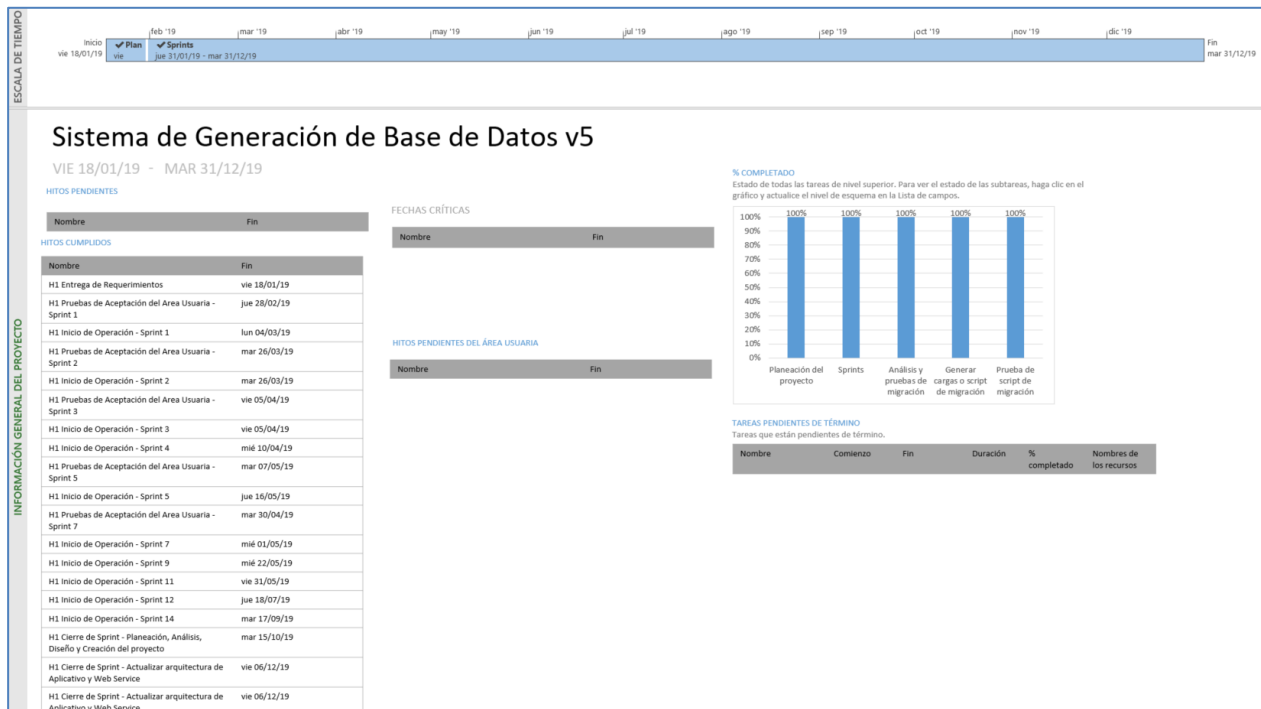 ESCALA DE TIEMPO
feb '19 mar '19 abr '19 may '19 jun '19 jul '19 ago '19 sep '19 oct '19 nov '19 dic '19
Inicio
vie 18/01/19
Plan
vie
Sprints
jue 31/01/19 - mar 31/12/19
Fin
mar 31/12/19
INFORMACIÓN GENERAL DEL PROYECTO
Sistema de Generación de Base de Datos v5
VIE 18/01/19 - MAR 31/12/19
HITOS PENDIENTES
Nombre Fin
HITOS CUMPLIDOS
Nombre Fin
H1 Entrega de Requerimientos vie 18/01/19
H1 Pruebas de Aceptación del Area Usuaria - jue 28/02/19
Sprint 1
H1 Inicio de Operación - Sprint 1 lun 04/03/19
H1 Pruebas de Aceptación del Area Usuaria - mar 26/03/19
Sprint 2
H1 Inicio de Operación - Sprint 2 mar 26/03/19
H1 Pruebas de Aceptación del Area Usuaria - vie 05/04/19
Sprint 3
H1 Inicio de Operación - Sprint 3 vie 05/04/19
H1 Inicio de Operación - Sprint 4 mié 10/04/19
H1 Pruebas de Aceptación del Area Usuaria - mar 07/05/19
Sprint 5
H1 Inicio de Operación - Sprint 5 jue 16/05/19
H1 Pruebas de Aceptación del Area Usuaria - mar 30/04/19
Sprint 7
H1 Inicio de Operación - Sprint 7 mié 01/05/19
H1 Inicio de Operación - Sprint 9 mié 22/05/19
H1 Inicio de Operación - Sprint 11 vie 31/05/19
H1 Inicio de Operación - Sprint 12 jue 18/07/19
H1 Inicio de Operación - Sprint 14 mar 17/09/19
H1 Cierre de Sprint - Planeación, Análisis, mar 15/10/19
Diseño y Creación del proyecto
H1 Cierre de Sprint - Actualizar arquitectura de vie 06/12/19
Aplicativo y Web Service
H1 Cierre de Sprint - Actualizar arquitectura de vie 06/12/19
Aplicativo y Web Service
FECHAS CRÍTICAS
Nombre Fin
HITOS PENDIENTES DEL ÁREA USUARIA
Nombre Fin
% COMPLETADO
Estado de todas las tareas de nivel superior. Para ver el estado de las subtareas, haga clic en el
gráfico y actualice el nivel de esquema en la Lista de campos.
100%
90%
80%
70%
60%
50%
40%
30%
20%
10%
0%
100% 100% 100% 100% 100%
Planeación del
proyecto
Sprints
Análisis y
pruebas de
migración
Generar
cargas o script
de migración
Prueba de
script de
migración
TAREAS PENDIENTES DE TÉRMINO
Tareas que están pendientes de término.
Nombre Comienzo Fin Duración % Nombres de
completado los recursos